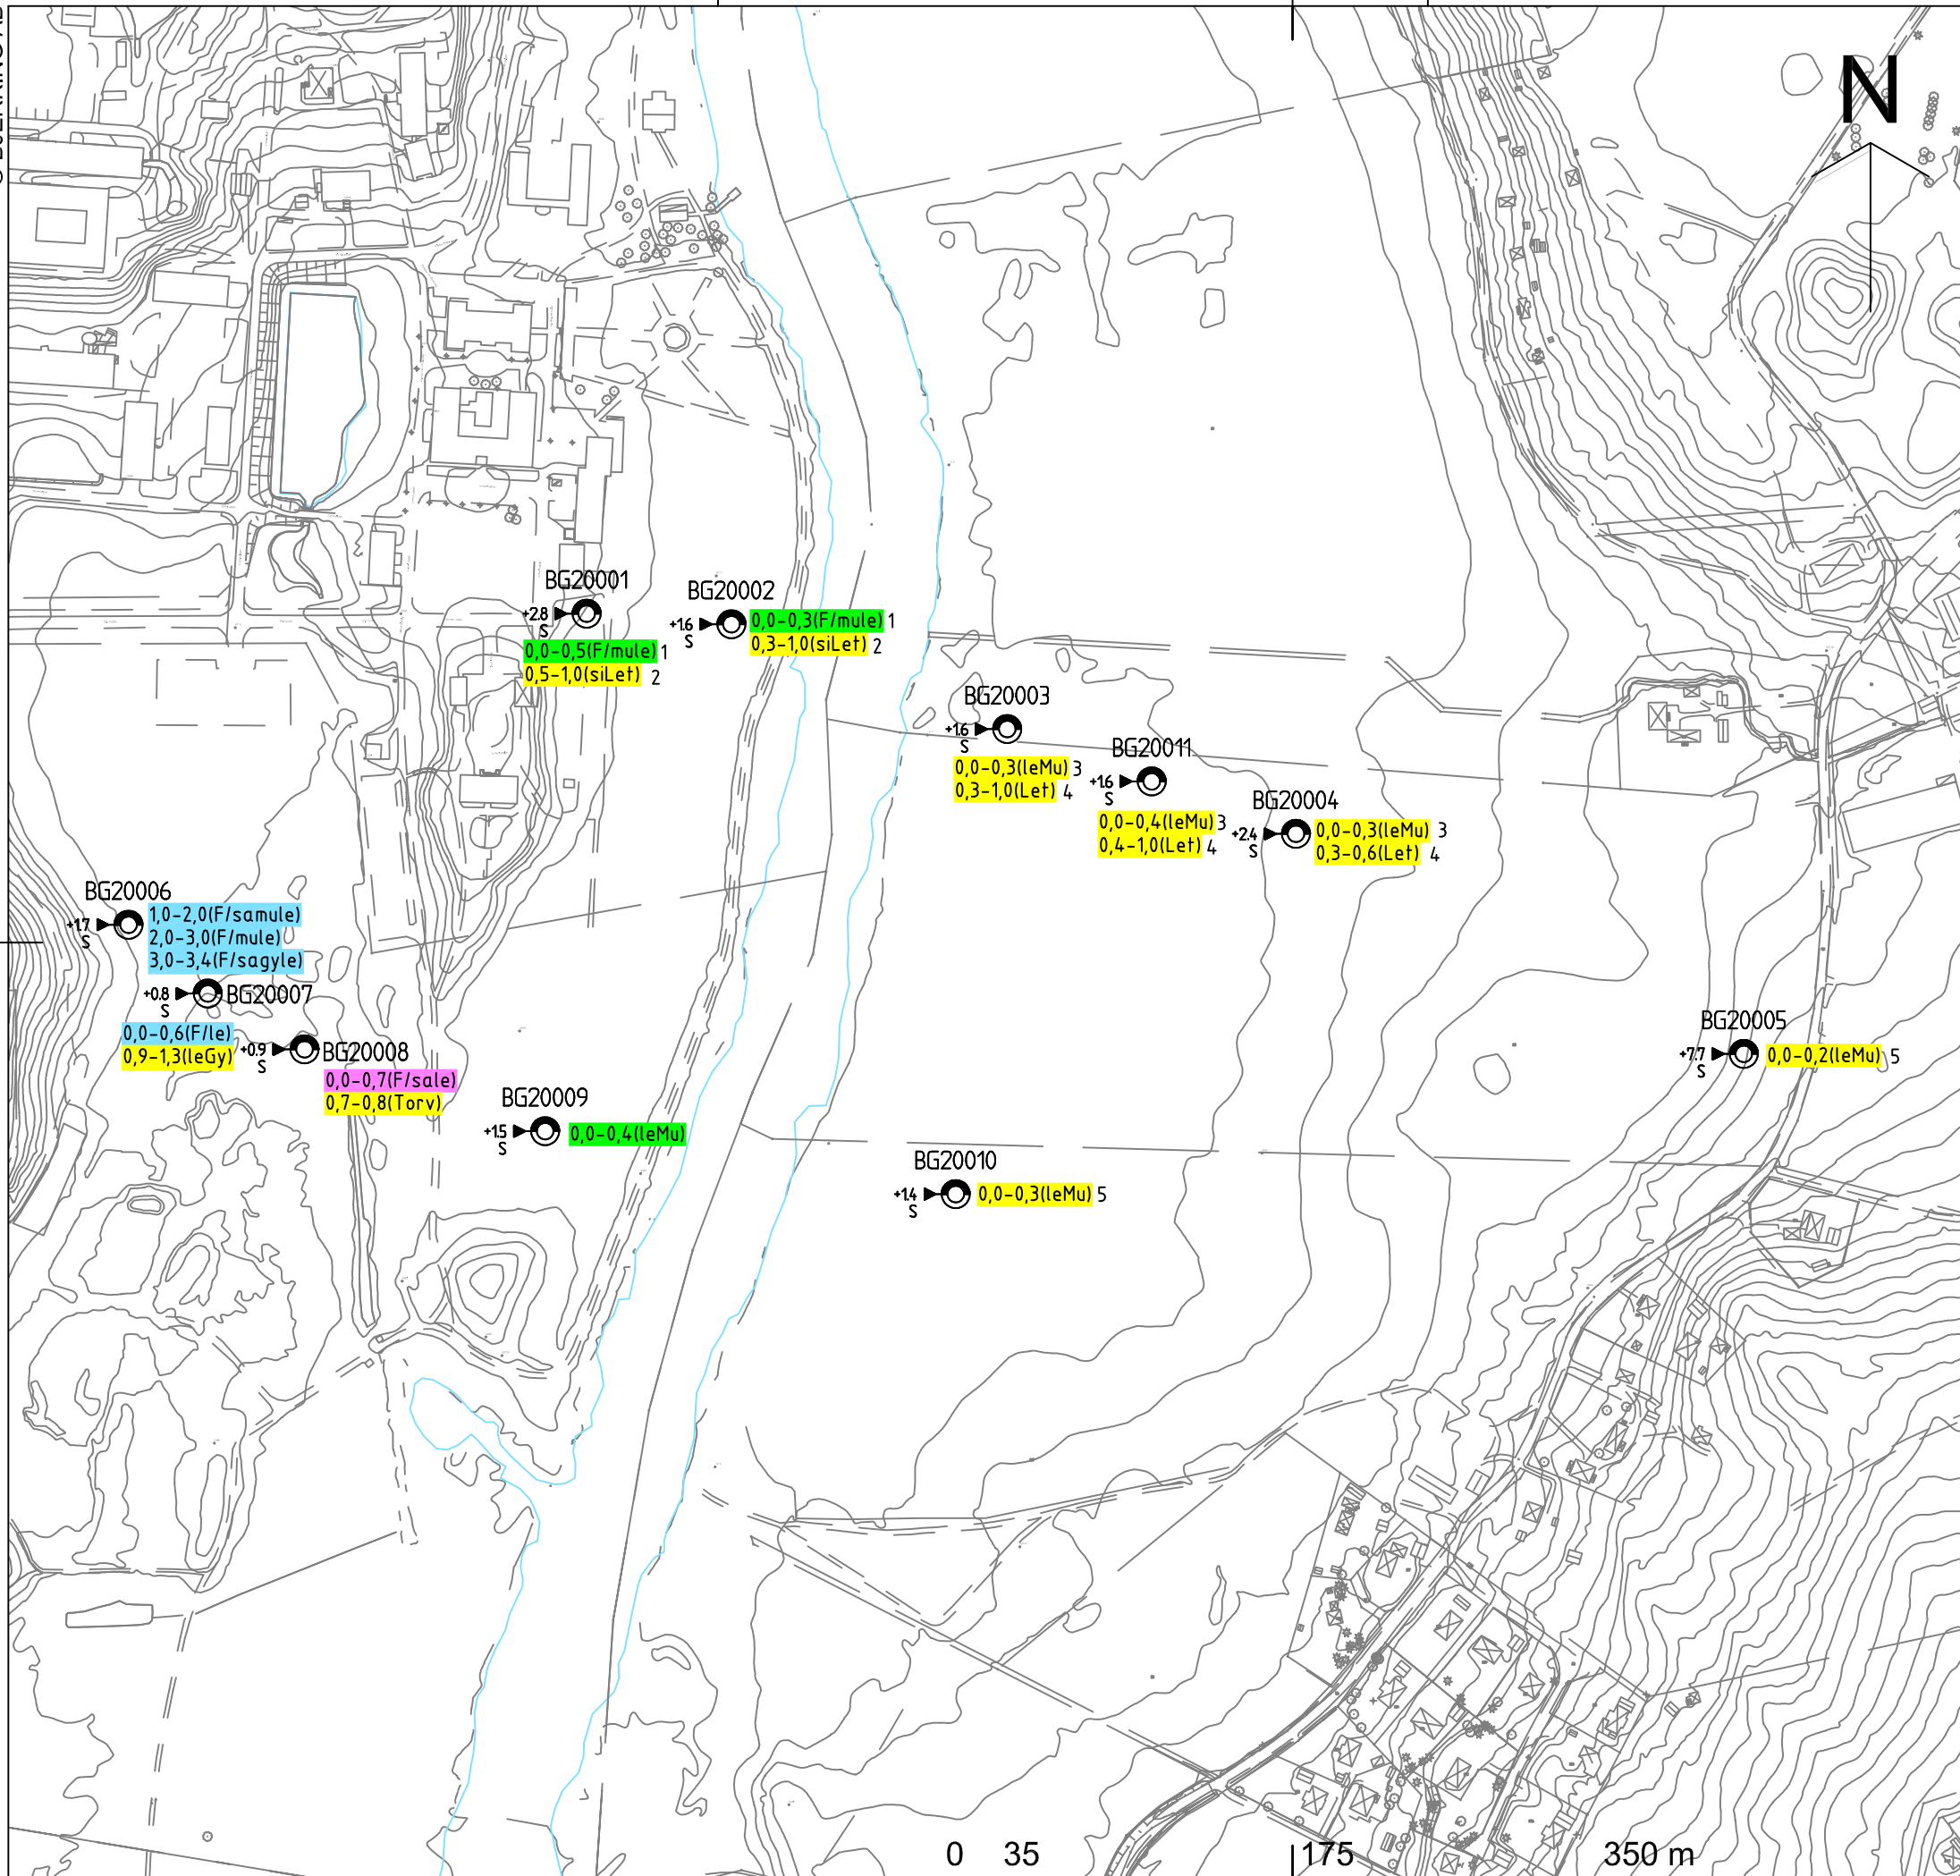 N
BG20001
+2.8
S
0,0-0,5(F/mule) 1
0,5-1,0(siLet) 2
BG20002
+1.6
S
0,0-0,3(F/mule) 1
0,3-1,0(siLet) 2
BG20003
+1.6
S
0,0-0,3(leMu) 3
0,3-1,0(Let) 4
BG20011
+1.6
S
0,0-0,4(leMu) 3
0,4-1,0(Let) 4
BG20004
+2.4
S
0,0-0,3(leMu) 3
0,3-0,6(Let) 4
BG20006
+1.7
S
1,0-2,0(F/samule)
2,0-3,0(F/mule)
3,0-3,4(F/sagyle)
+0.8
S
BG20007
0,0-0,6(F/le)
0,9-1,3(leGy)
+0.9
S
BG20008
0,0-0,7(F/sale)
0,7-0,8(Torv)
BG20005
+7.7
S
0,0-0,2(leMu) 5
BG20009
+1.5
S
0,0-0,4(leMu)
BG20010
+1.4
S
0,0-0,3(leMu) 5
0 35 175 350 m